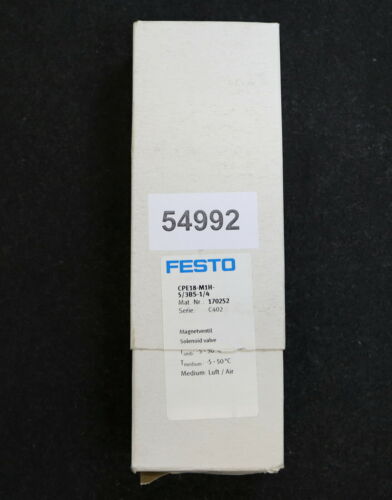 54992
FESTO
CPE18-M1H-
5/3BS-1/4
Mat. Nr. 170252
Serie C402
Magnetventil
Solenoid valve
Tmedium -5 - 50 °C
Medium Luft / Air